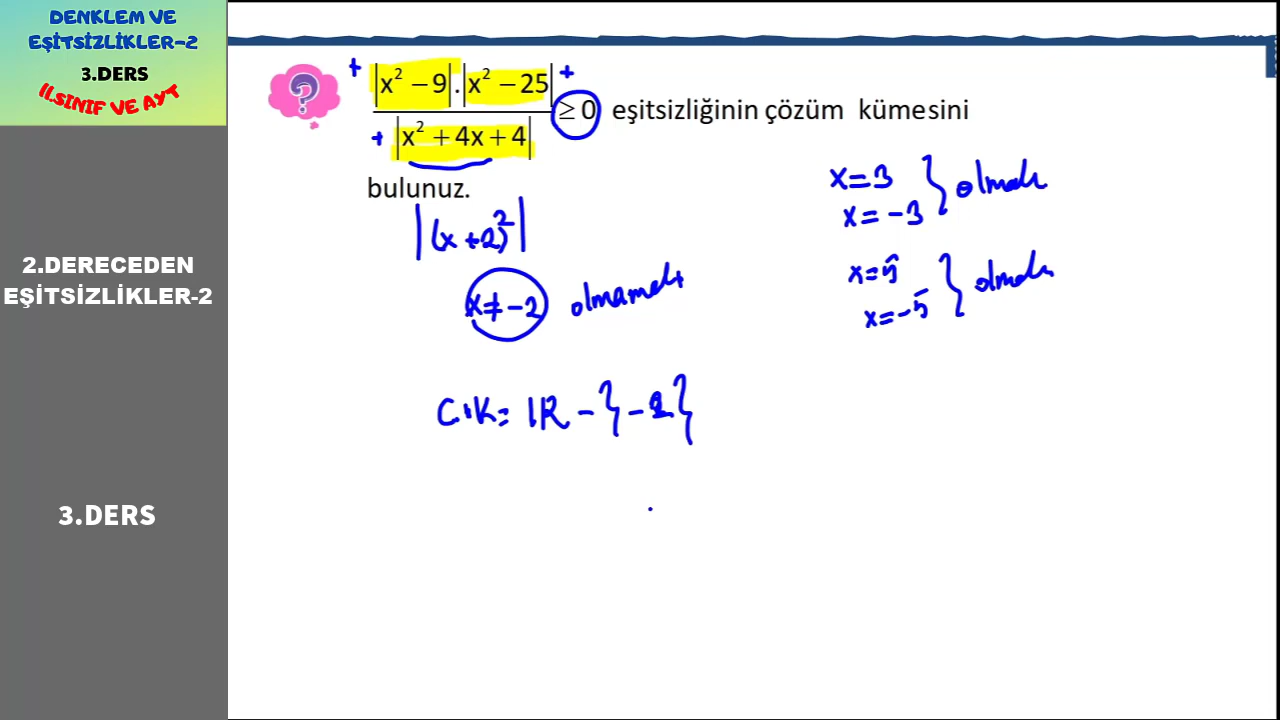 DENKLEM VE
EŞİTSİZLİKLER-2
3.DERS
11.SINIF VE AYT
2.DERECEDEN
EŞİTSİZLİKLER-2
3.DERS
+ |x² − 9| . |x² − 25| +
≥ 0 eşitsizliğinin çözüm kümesini
+ |x² + 4x + 4|
bulunuz.
|(x + 2)²|
x ≠ −2 olmamalı
x = 3
x = −3 } olmalı
x = 5
x = −5 } olmalı
Ç.K = IR − {−2}